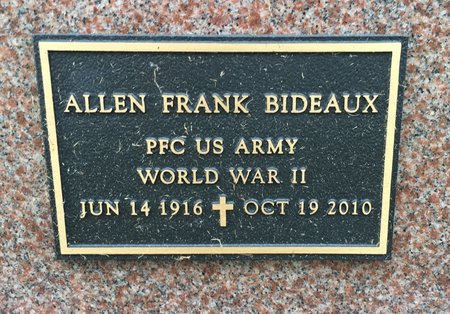 ALLEN FRANK BIDEAUX
PFC US ARMY
WORLD WAR II
JUN 14 1916 ✝ OCT 19 2010